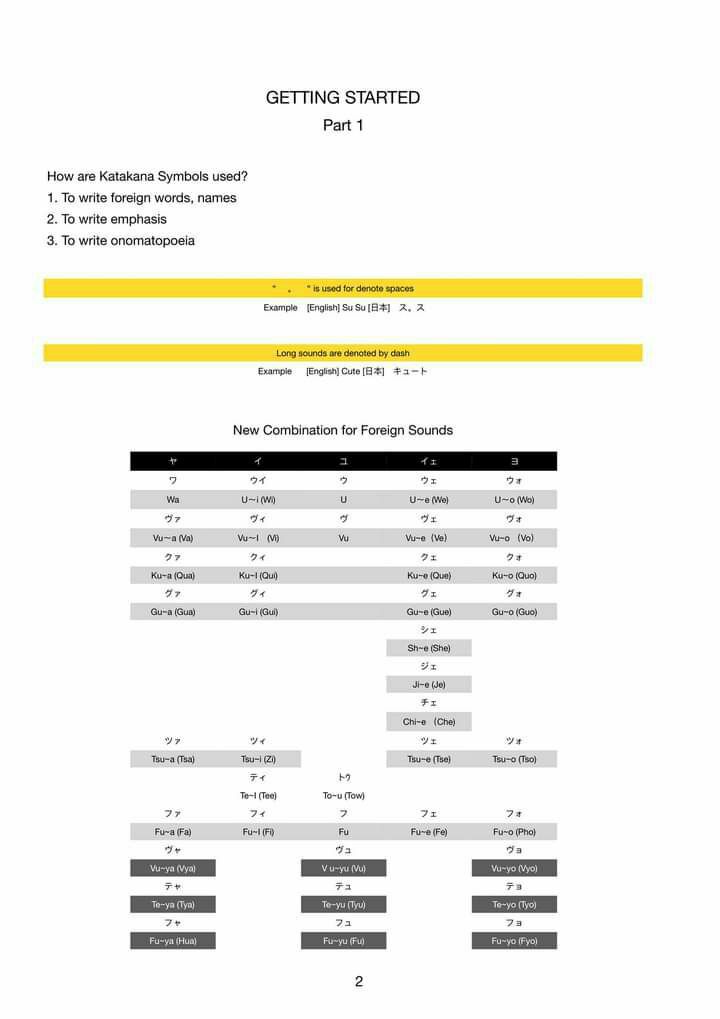 GETTING STARTED
Part 1
How are Katakana Symbols used?
1. To write foreign words, names
2. To write emphasis
3. To write onomatopoeia
“ 。 “ is used for denote spaces
Example [English] Su Su [日本] ス。ス
Long sounds are denoted by dash
Example [English] Cute [日本] キュート
New Combination for Foreign Sounds
ヤ イ ユ イェ ヨ
ワ ウイ ウ ウェ ウォ
Wa U～i (Wi) U U～e (We) U～o (Wo)
ヴァ ヴィ ヴ ヴェ ヴォ
Vu～a (Va) Vu～I (Vi) Vu Vu~e（Ve） Vu~o （Vo）
クァ クィ クェ クォ
Ku~a (Qua) Ku~I (Qui) Ku~e (Que) Ku~o (Quo)
グァ グィ グェ グォ
Gu~a (Gua) Gu~i (Gui) Gu~e (Gue) Gu~o (Guo)
シェ
Sh~e (She)
ジェ
Ji~e (Je)
チェ
Chi~e （Che)
ツァ ツィ ツェ ツォ
Tsu~a (Tsa) Tsu~i (Zi) Tsu~e (Tse) Tsu~o (Tso)
ティ トゥ
Te~I (Tee) To~u (Tow)
ファ フィ フ フェ フォ
Fu~a (Fa) Fu~I (Fi) Fu Fu~e (Fe) Fu~o (Pho)
ヴャ ヴュ ヴョ
Vu~ya (Vya) V u~yu (Vu) Vu~yo (Vyo)
テャ テュ テョ
Te~ya (Tya) Te~yu (Tyu) Te~yo (Tyo)
フャ フュ フョ
Fu~ya (Hua) Fu~yu (Fu) Fu~yo (Fyo)
2